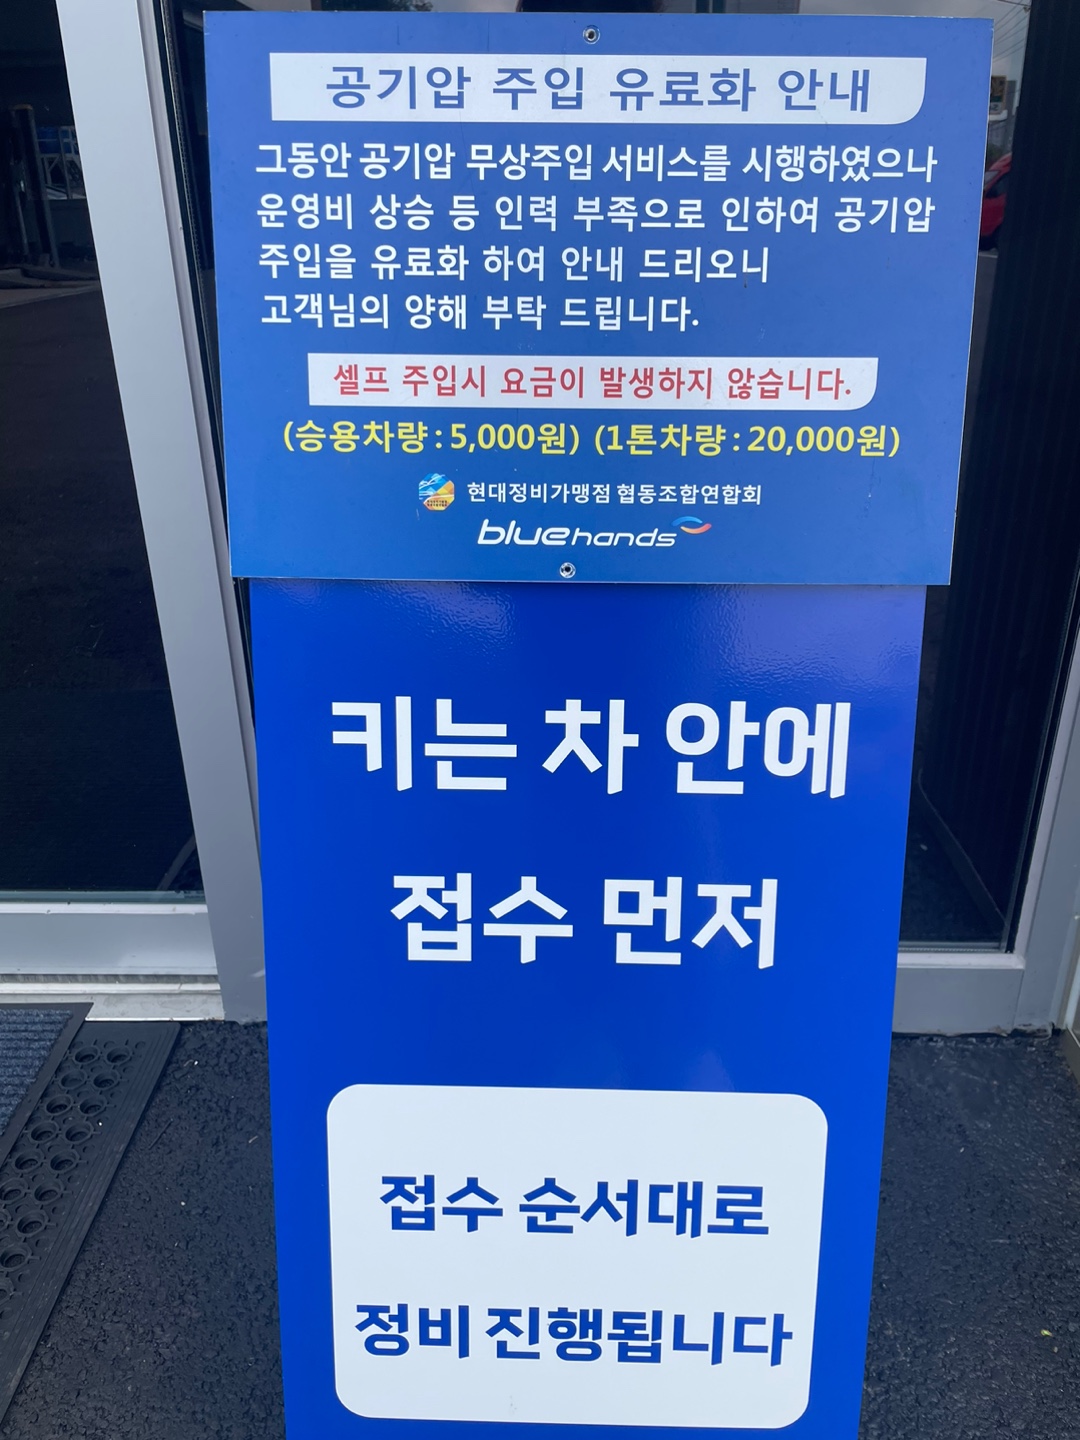 공기압 주입 유료화 안내
그동안 공기압 무상주입 서비스를 시행하였으나
운영비 상승 등 인력 부족으로 인하여 공기압
주입을 유료화 하여 안내 드리오니
고객님의 양해 부탁 드립니다.
셀프 주입시 요금이 발생하지 않습니다.
(승용차량 : 5,000원) (1톤차량 : 20,000원)
현대정비가맹점 협동조합연합회
bluehands
키는 차 안에
접수 먼저
접수 순서대로
정비 진행됩니다